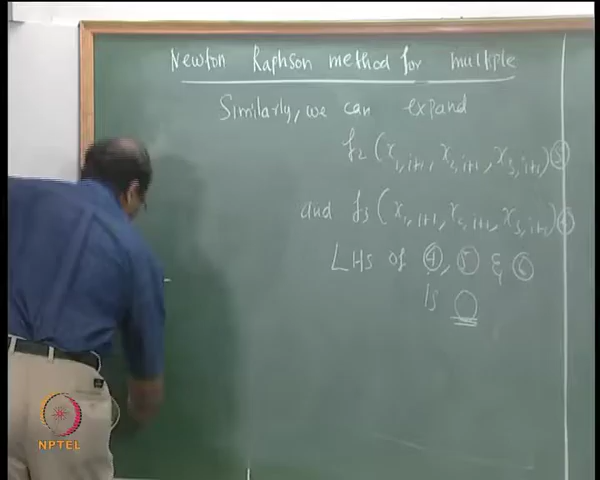 Newton Raphson method for multiple
Similarly, we can expand
f₂ (x₁,ᵢ₊₁, x₂,ᵢ₊₁, x₃,ᵢ₊₁) ⑤
and f₃ (x₁,ᵢ₊₁, x₂,ᵢ₊₁, x₃,ᵢ₊₁) ⑥
LHS of ④, ⑤ & ⑥
is 0
NPTEL